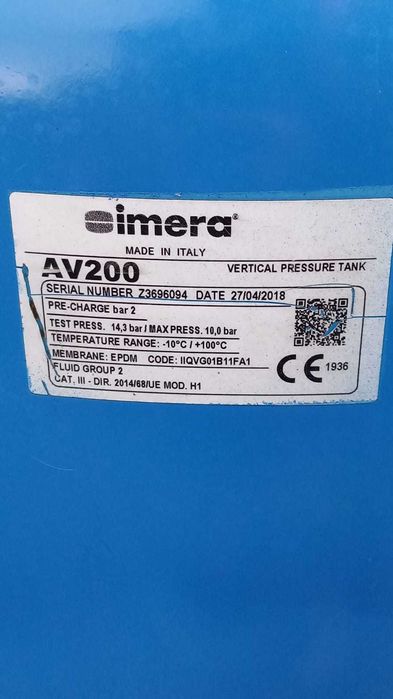 imera®
MADE IN ITALY
AV200 VERTICAL PRESSURE TANK
SERIAL NUMBER Z3696094 DATE 27/04/2018
PRE-CHARGE bar 2
TEST PRESS. 14,3 bar / MAX PRESS. 10,0 bar
TEMPERATURE RANGE: -10°C / +100°C
MEMBRANE: EPDM CODE: IIQVG01B11FA1
FLUID GROUP 2
CAT. III - DIR. 2014/68/UE MOD. H1
CE 1936